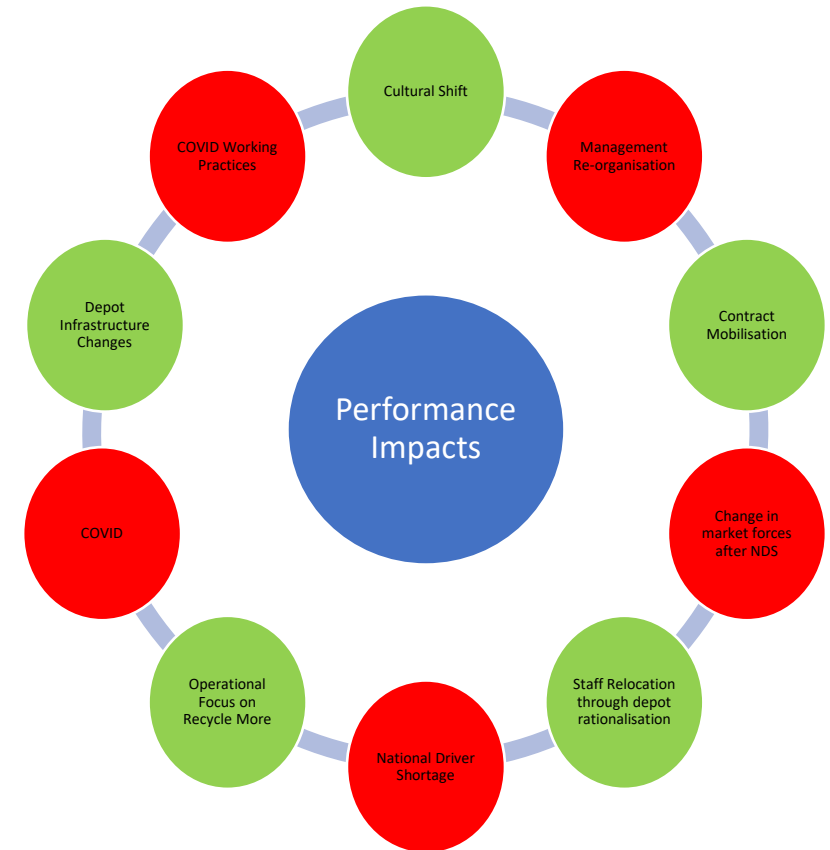 Cultural Shift
Management
Re-organisation
Contract
Mobilisation
Change in
market forces
after NDS
Staff Relocation
through depot
rationalisation
National Driver
Shortage
Operational
Focus on
Recycle More
COVID
Depot
Infrastructure
Changes
COVID Working
Practices
Performance
Impacts